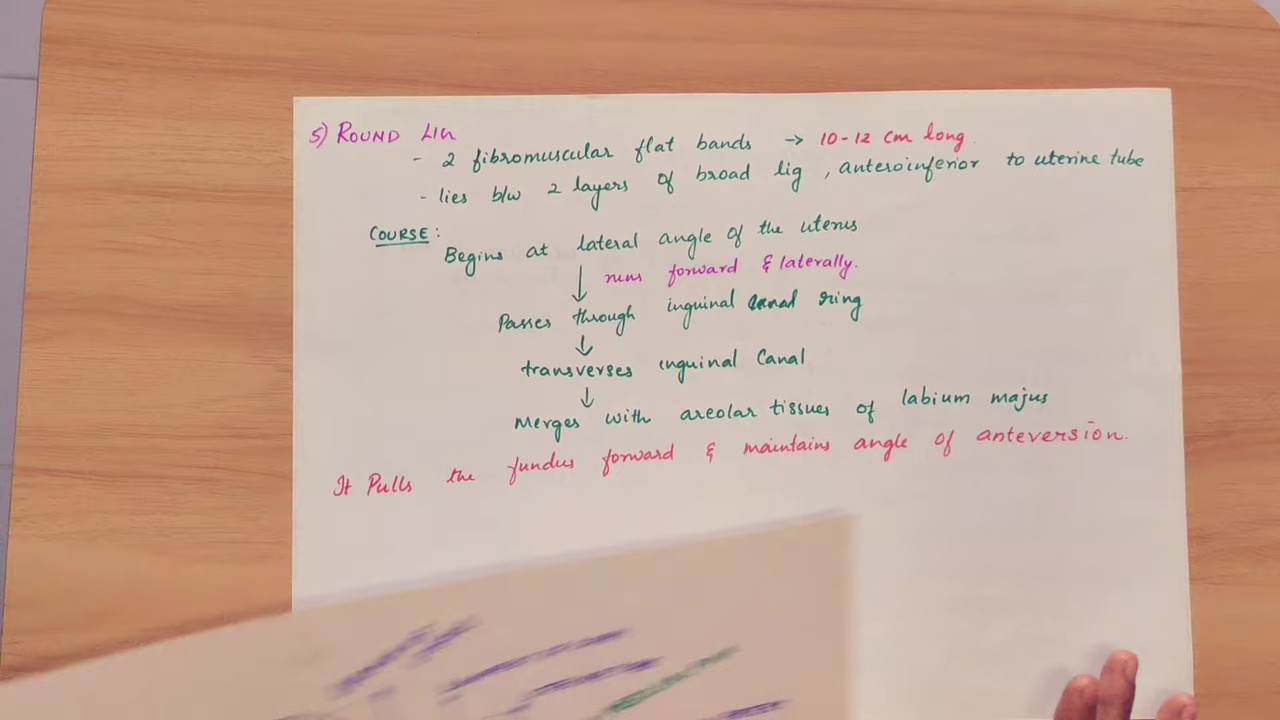 5) ROUND LIG
- 2 fibromuscular flat bands → 10-12 cm long
- lies b/w 2 layers of broad lig, anteroinferior to uterine tube
COURSE:
Begins at lateral angle of the uterus
↓ runs forward & laterally.
Passes through inguinal canal ring
↓
transverses inguinal Canal
↓
Merges with areolar tissues of labium majus
It Pulls the fundus forward & maintains angle of anteversion.